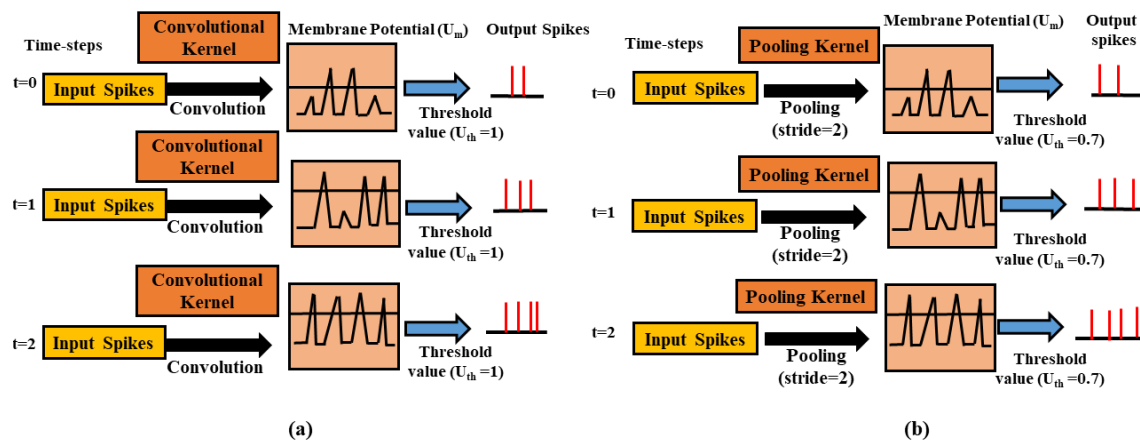 Time-steps
Convolutional
Kernel
Membrane Potential (Um)
Output Spikes
t=0
Input Spikes
Convolution
Threshold
value (Uth =1)
Convolutional
Kernel
t=1
Input Spikes
Convolution
Threshold
value (Uth =1)
Convolutional
Kernel
t=2
Input Spikes
Convolution
Threshold
value (Uth =1)
(a)
Time-steps
Pooling Kernel
Membrane Potential (Um)
Output
spikes
t=0
Input Spikes
Pooling
(stride=2)
Threshold
value (Uth =0.7)
Pooling Kernel
t=1
Input Spikes
Pooling
(stride=2)
Threshold
value (Uth =0.7)
Pooling Kernel
t=2
Input Spikes
Pooling
(stride=2)
Threshold
value (Uth =0.7)
(b)